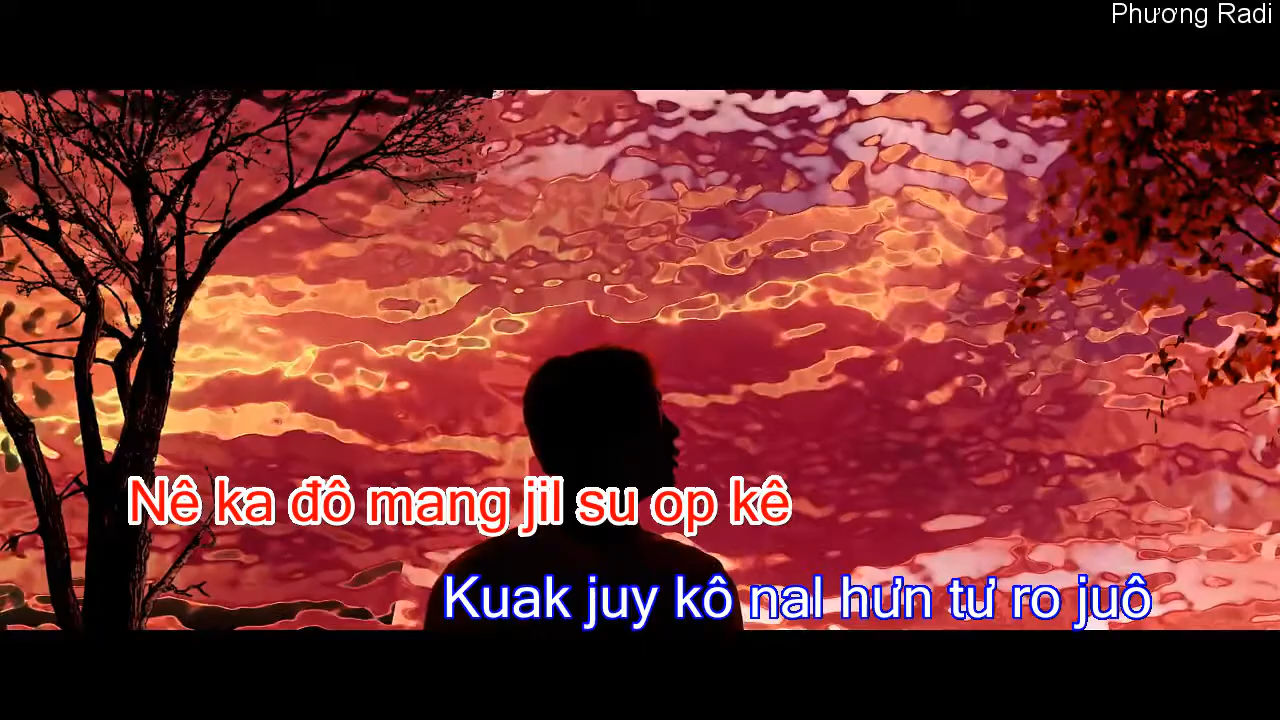 Phương Radi
Nê ka đô mang jil su op kê
Kuak juy kô nal hưn tư ro juô